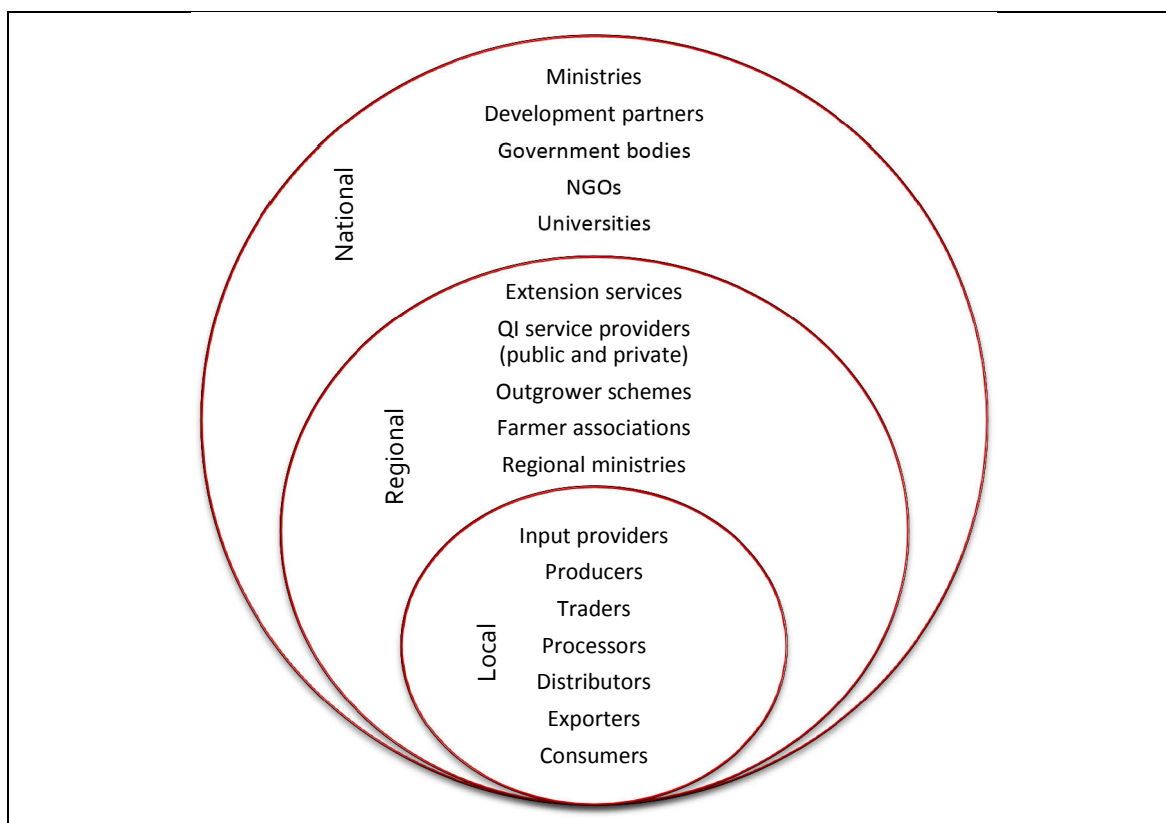 Ministries
Development partners
Government bodies
NGOs
Universities
National
Extension services
QI service providers
(public and private)
Outgrower schemes
Farmer associations
Regional ministries
Regional
Input providers
Producers
Traders
Processors
Distributors
Exporters
Consumers
Local